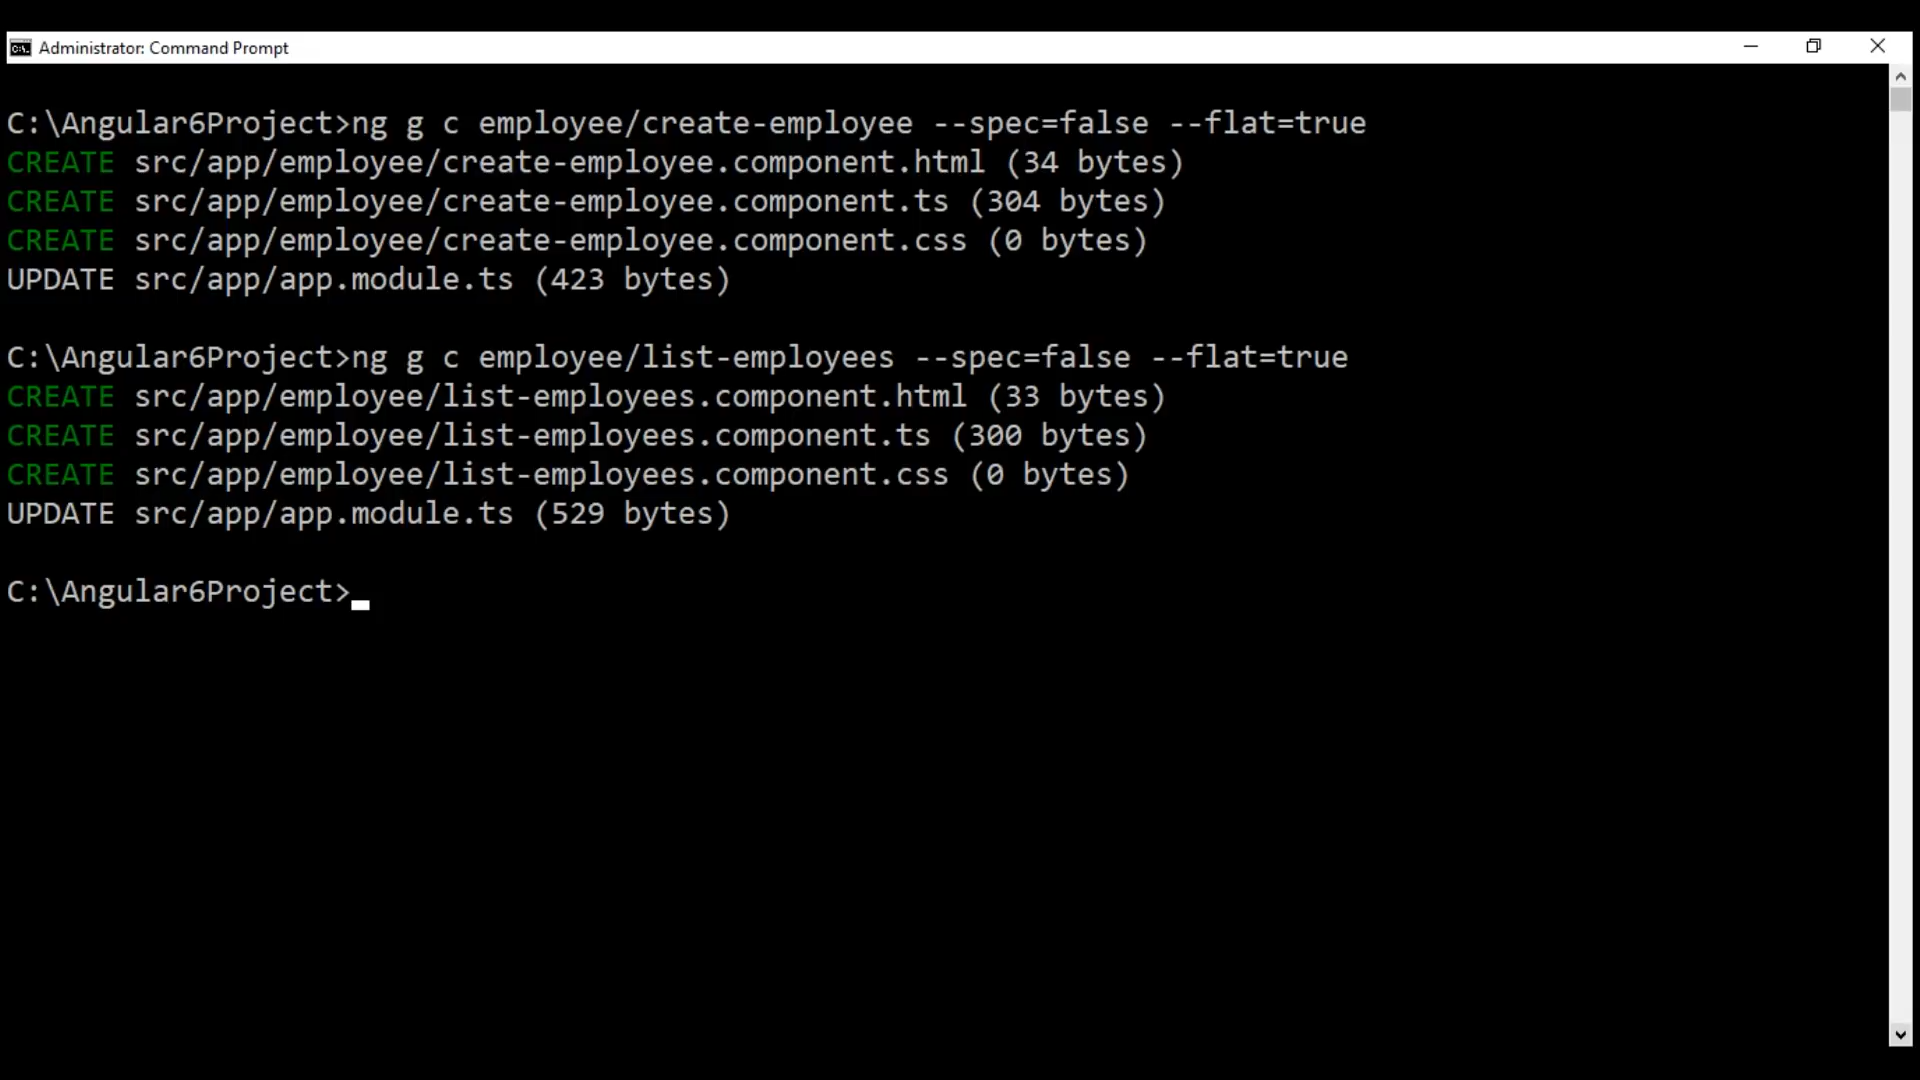 Administrator: Command Prompt
C:\Angular6Project>ng g c employee/create-employee --spec=false --flat=true
CREATE src/app/employee/create-employee.component.html (34 bytes)
CREATE src/app/employee/create-employee.component.ts (304 bytes)
CREATE src/app/employee/create-employee.component.css (0 bytes)
UPDATE src/app/app.module.ts (423 bytes)
C:\Angular6Project>ng g c employee/list-employees --spec=false --flat=true
CREATE src/app/employee/list-employees.component.html (33 bytes)
CREATE src/app/employee/list-employees.component.ts (300 bytes)
CREATE src/app/employee/list-employees.component.css (0 bytes)
UPDATE src/app/app.module.ts (529 bytes)
C:\Angular6Project>